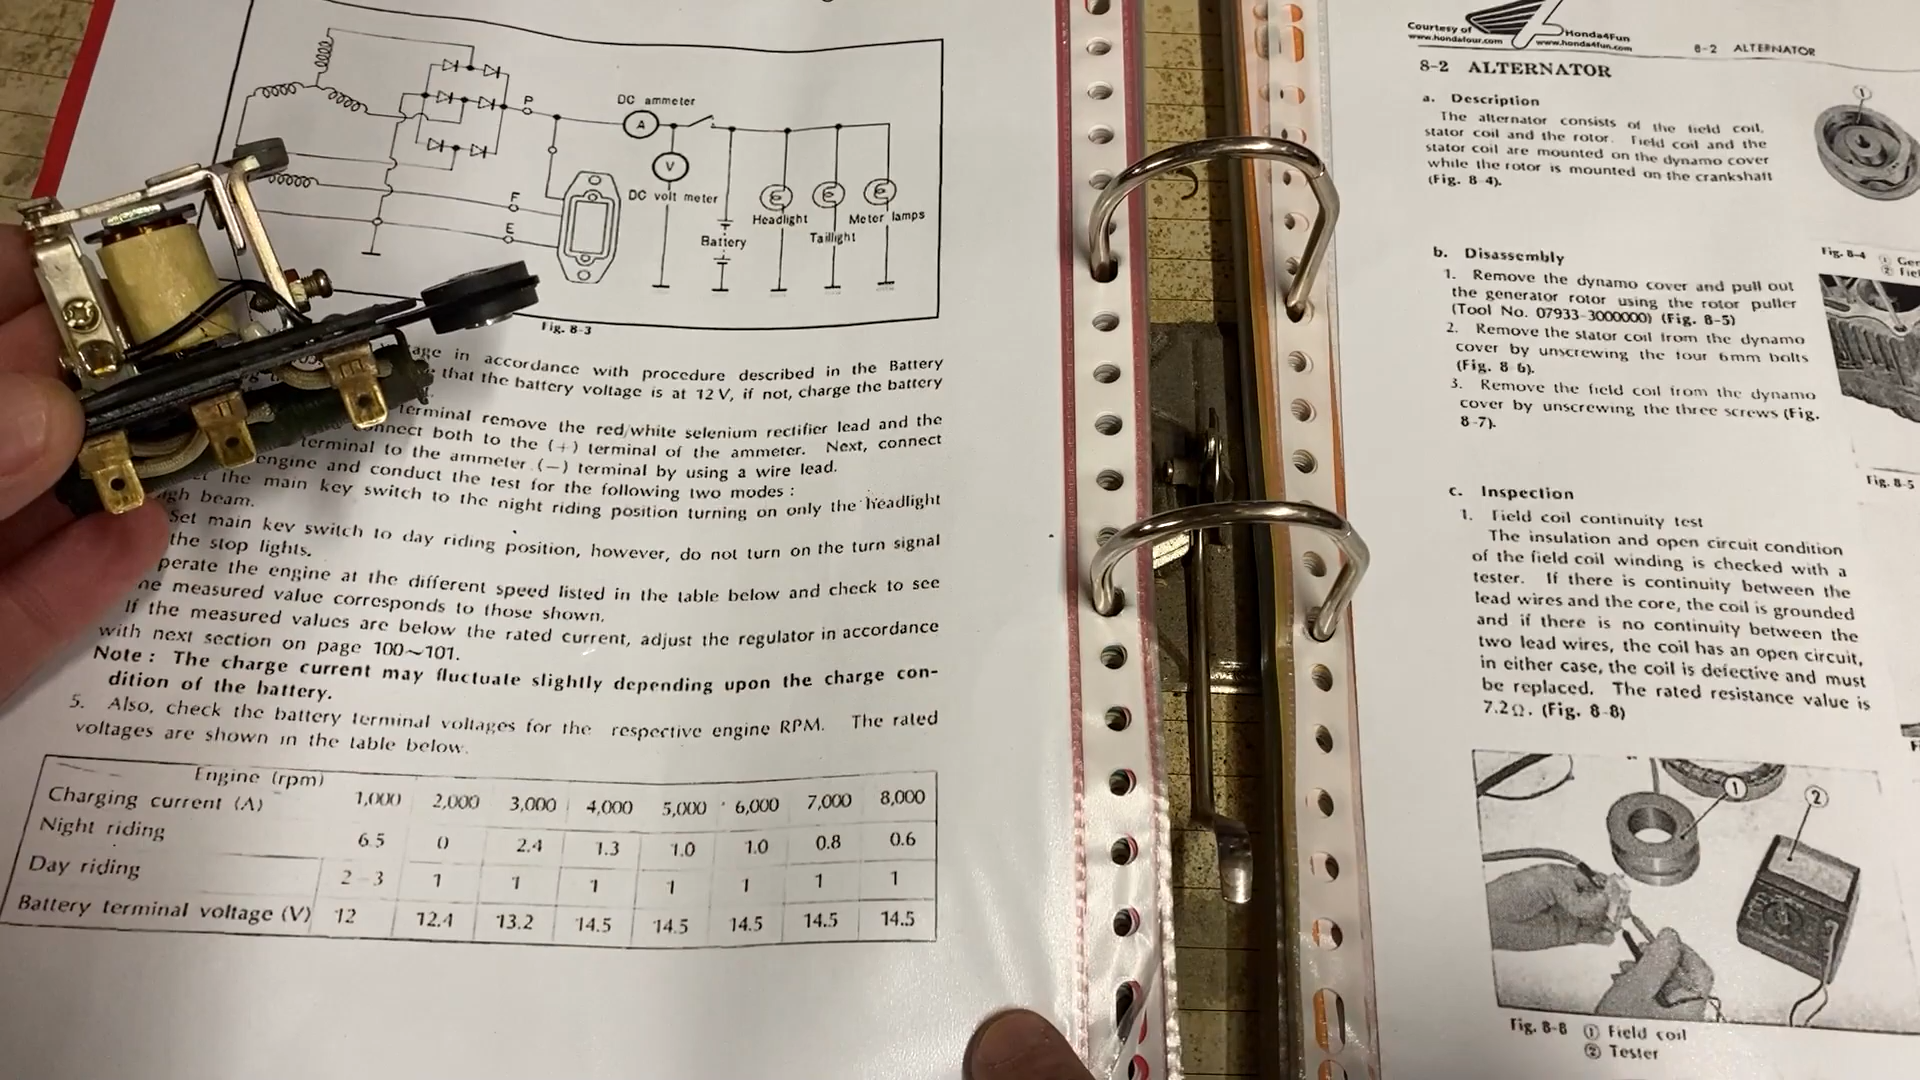 P
DC ammeter
A
V
DC volt meter
F
E
Battery
Headlight
Taillight
Meter lamps
Fig. 8-3
in accordance with procedure described in the Battery
that the battery voltage is at 12 V, if not, charge the battery
terminal remove the red/white selenium rectifier lead and the
both to the (+) terminal of the ammeter. Next, connect
terminal to the ammeter (−) terminal by using a wire lead.
engine and conduct the test for the following two modes :
the main key switch to the night riding position turning on only the headlight
beam.
Set main key switch to day riding position, however, do not turn on the turn signal
the stop lights.
the engine at the different speed listed in the table below and check to see
measured value corresponds to those shown.
If the measured values are below the rated current, adjust the regulator in accordance
with next section on page 100~101.
Note : The charge current may fluctuate slightly depending upon the charge con-
dition of the battery.
5. Also, check the battery terminal voltages for the respective engine RPM. The rated
voltages are shown in the table below.
Engine (rpm)
Charging current (A) 1,000 2,000 3,000 4,000 5,000 6,000 7,000 8,000
Night riding 6.5 0 2.4 1.3 1.0 1.0 0.8 0.6
Day riding 2-3 1 1 1 1 1 1 1
Battery terminal voltage (V) 12 12.4 13.2 14.5 14.5 14.5 14.5 14.5
Courtesy of
www.hondafour.com
Honda4Fun
www.honda4fun.com
8-2 ALTERNATOR
8-2 ALTERNATOR
a. Description
The alternator consists of the field coil,
stator coil and the rotor. Field coil and the
stator coil are mounted on the dynamo cover
while the rotor is mounted on the crankshaft
(Fig. 8-4).
1
b. Disassembly
1. Remove the dynamo cover and pull out
the generator rotor using the rotor puller
(Tool No. 07933-3000000) (Fig. 8-5)
2. Remove the stator coil from the dynamo
cover by unscrewing the four 6mm bolts
(Fig. 8-6).
3. Remove the field coil from the dynamo
cover by unscrewing the three screws (Fig.
8-7).
Fig. 8-4 ①
②
Fig. 8-5
c. Inspection
1. Field coil continuity test
The insulation and open circuit condition
of the field coil winding is checked with a
tester. If there is continuity between the
lead wires and the core, the coil is grounded
and if there is no continuity between the
two lead wires, the coil has an open circuit,
in either case, the coil is defective and must
be replaced. The rated resistance value is
7.2Ω. (Fig. 8-8)
1
2
Fig. 8-8 ① Field coil
② Tester